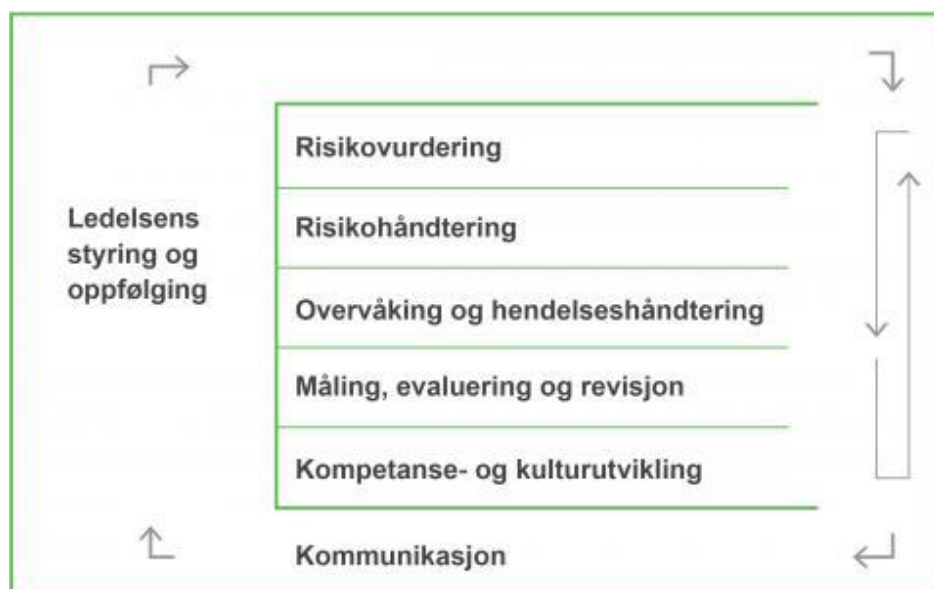 Ledelsens
styring og
oppfølging
Risikovurdering
Risikohåndtering
Overvåking og hendelseshåndtering
Måling, evaluering og revisjon
Kompetanse- og kulturutvikling
Kommunikasjon